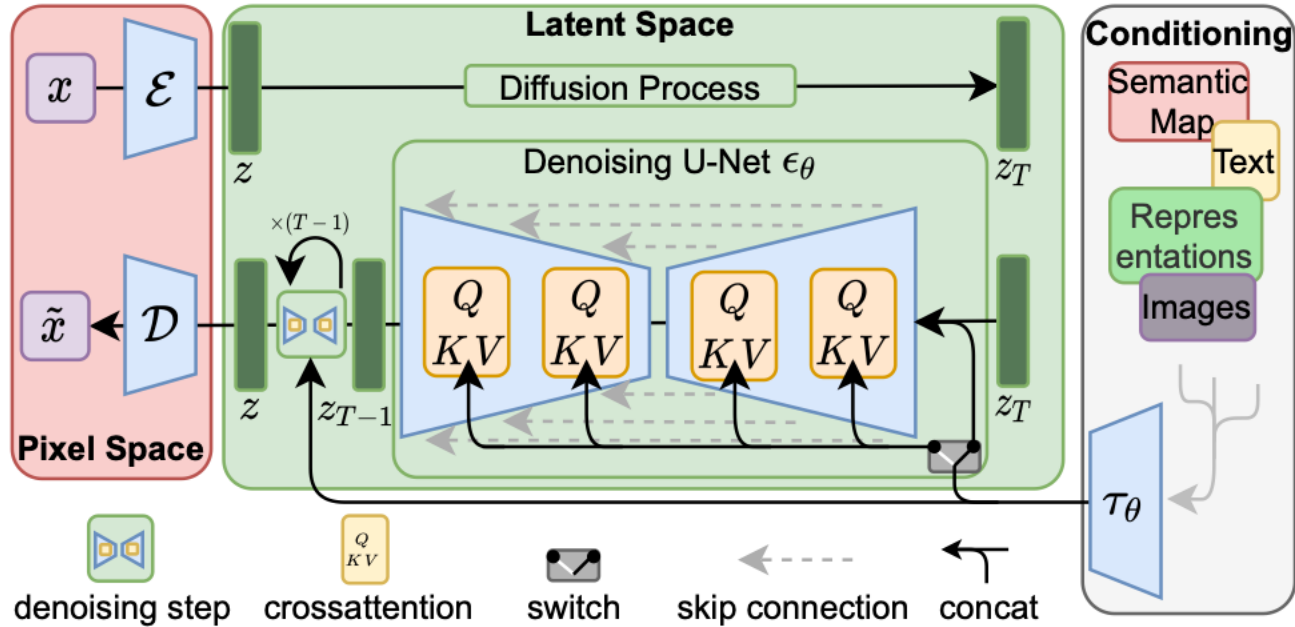 Latent Space
Conditioning
x
ℰ
Diffusion Process
Semantic
Map
Text
z
z_T
Denoising U-Net ϵ_θ
Repres
entations
×(T − 1)
Images
Q
KV
Q
KV
Q
KV
Q
KV
x̃
𝒟
z
z_{T−1}
z_T
Pixel Space
τ_θ
Q
KV
denoising step
crossattention
switch
skip connection
concat